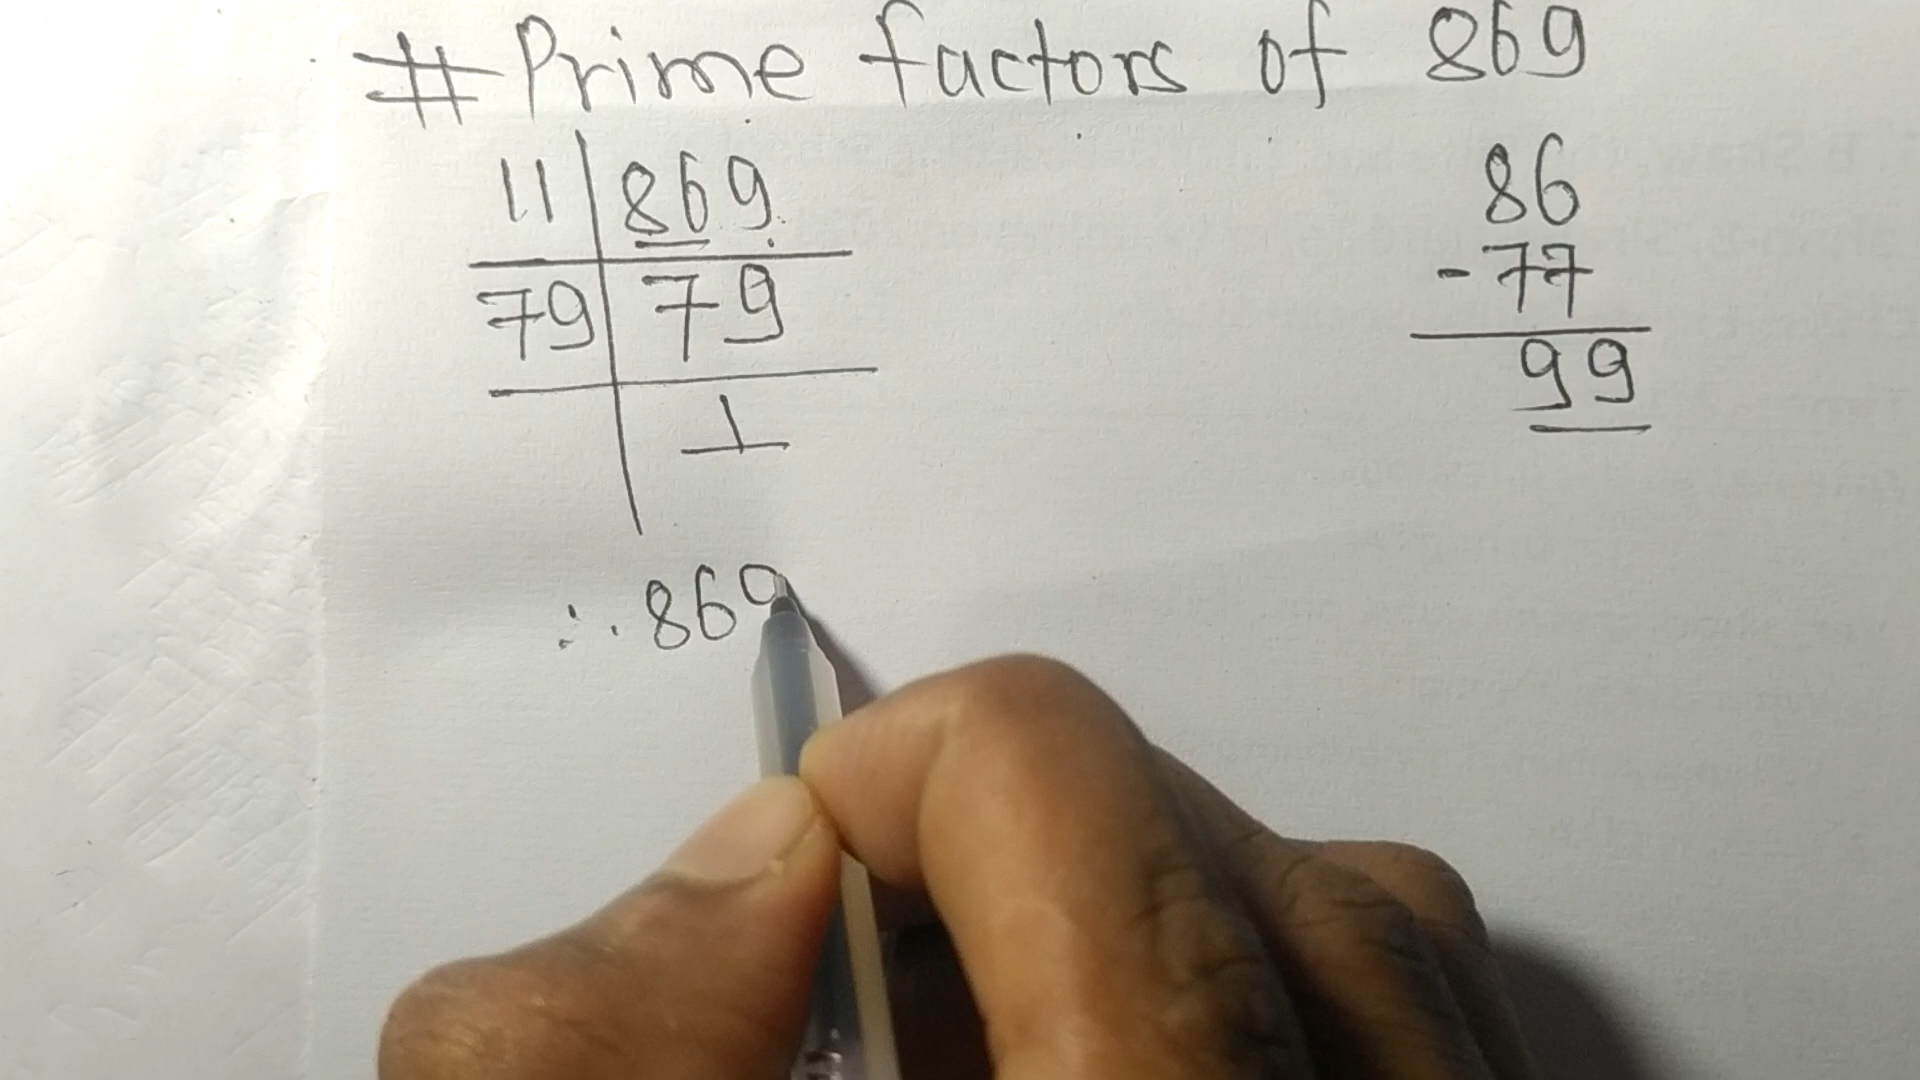 # Prime factors of 869
11 | 869
79 | 79
1
86
- 77
99
∴ 869